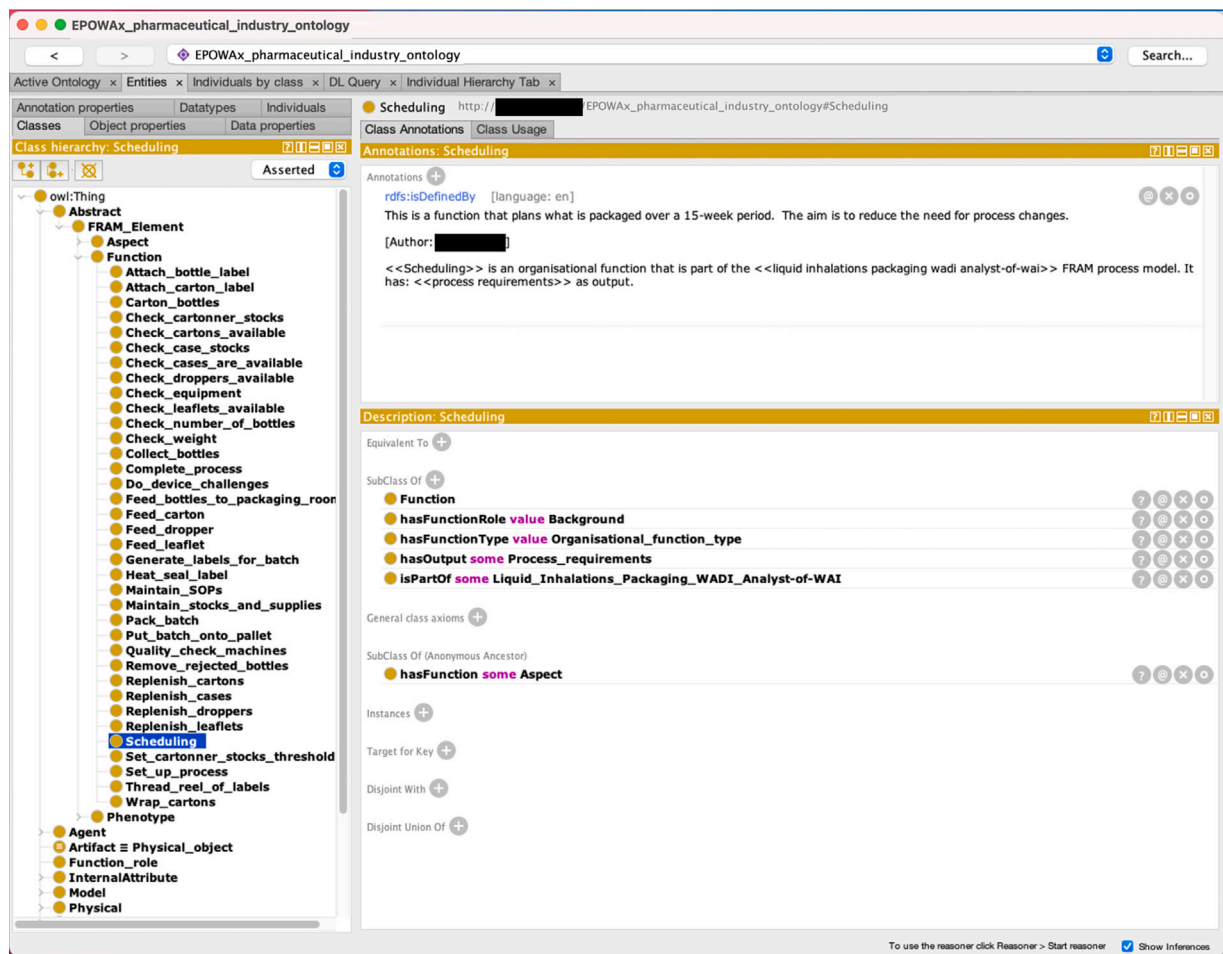 EPOWAx_pharmaceutical_industry_ontology
< > EPOWAx_pharmaceutical_industry_ontology Search...
Active Ontology × Entities × Individuals by class × DL Query × Individual Hierarchy Tab ×
Annotation properties Datatypes Individuals
Classes Object properties Data properties
Class hierarchy: Scheduling
Asserted
owl:Thing
Abstract
FRAM_Element
Aspect
Function
Attach_bottle_label
Attach_carton_label
Carton_bottles
Check_cartonner_stocks
Check_cartons_available
Check_case_stocks
Check_cases_are_available
Check_droppers_available
Check_equipment
Check_leaflets_available
Check_number_of_bottles
Check_weight
Collect_bottles
Complete_process
Do_device_challenges
Feed_bottles_to_packaging_room
Feed_carton
Feed_dropper
Feed_leaflet
Generate_labels_for_batch
Heat_seal_label
Maintain_SOPs
Maintain_stocks_and_supplies
Pack_batch
Put_batch_onto_pallet
Quality_check_machines
Remove_rejected_bottles
Replenish_cartons
Replenish_cases
Replenish_droppers
Replenish_leaflets
Scheduling
Set_cartonner_stocks_threshold
Set_up_process
Thread_reel_of_labels
Wrap_cartons
Phenotype
Agent
Artifact ≡ Physical_object
Function_role
InternalAttribute
Model
Physical
Scheduling http:// /EPOWAx_pharmaceutical_industry_ontology#Scheduling
Class Annotations Class Usage
Annotations: Scheduling
Annotations +
rdfs:isDefinedBy [language: en]
This is a function that plans what is packaged over a 15-week period. The aim is to reduce the need for process changes.
[Author: ]
<<Scheduling>> is an organisational function that is part of the <<liquid inhalations packaging wadi analyst-of-wai>> FRAM process model. It
has: <<process requirements>> as output.
Description: Scheduling
Equivalent To +
SubClass Of +
Function
hasFunctionRole value Background
hasFunctionType value Organisational_function_type
hasOutput some Process_requirements
isPartOf some Liquid_Inhalations_Packaging_WADI_Analyst-of-WAI
General class axioms +
SubClass Of (Anonymous Ancestor)
hasFunction some Aspect
Instances +
Target for Key +
Disjoint With +
Disjoint Union Of +
To use the reasoner click Reasoner > Start reasoner Show Inferences